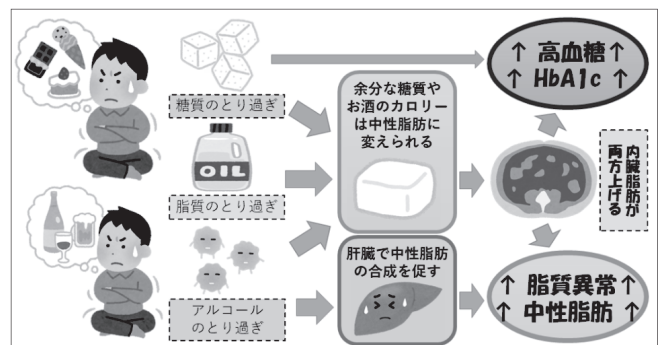 糖質のとり過ぎ
OIL
脂質のとり過ぎ
アルコール
のとり過ぎ
余分な糖質や
お酒のカロリー
は中性脂肪に
変えられる
肝臓で中性脂肪
の合成を促す
↑ 高血糖 ↑
↑ HbA1c ↑
内臓脂肪が
両方上げる
↑ 脂質異常 ↑
↑ 中性脂肪 ↑